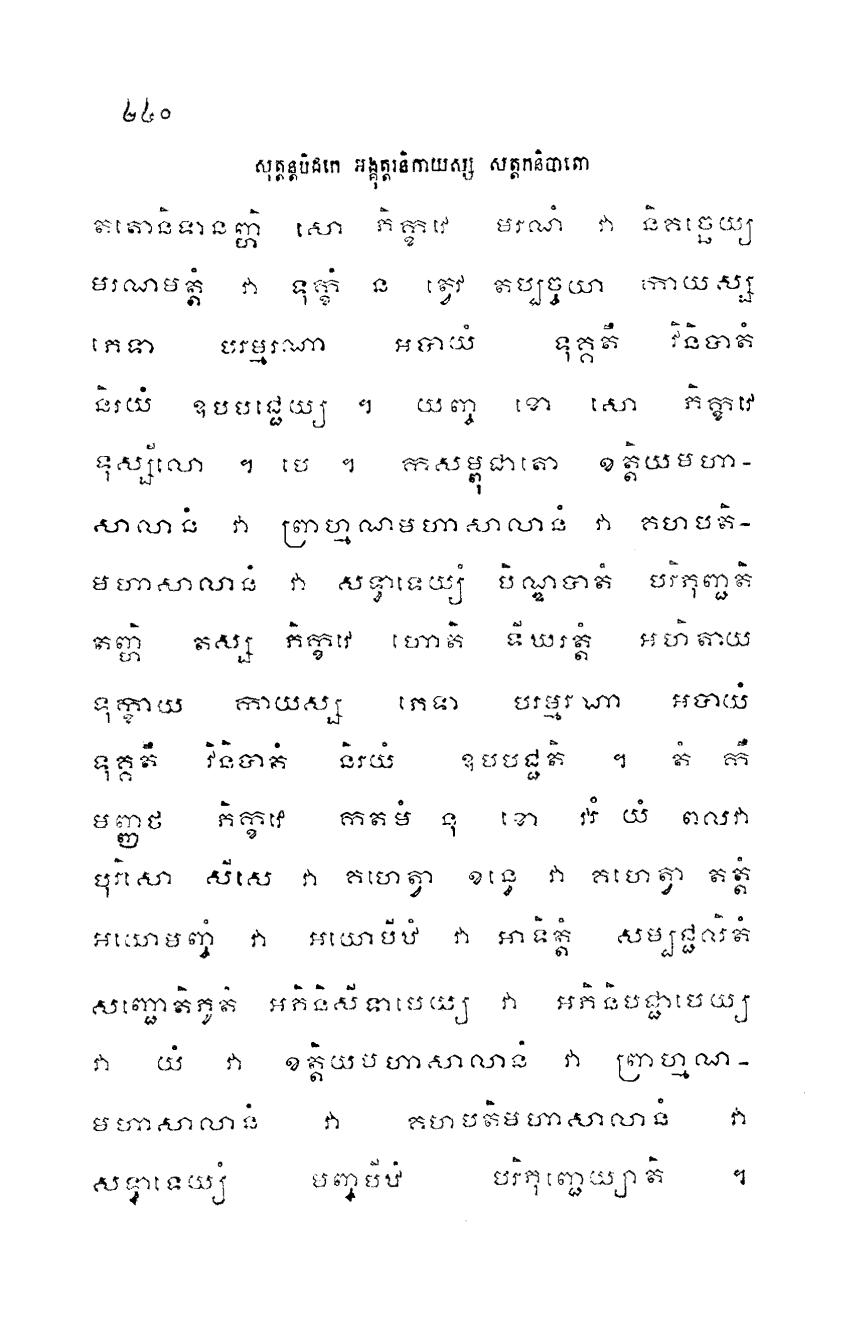 ២៤០
សុត្តន្តបិដកេ អង្គុត្តរនិកាយស្ស សត្តកនិបាតោ
តតោនិទានញ្ហិ សោ ភិក្ខវេ មរណំ វា និគច្ឆេយ្យ
មរណមត្តំ វា ទុក្ខំ ន ត្វេវ តប្បច្ចយា កាយស្ស
ភេទា បរម្មរណា អបាយំ ទុគ្គតឹ វិនិបាតំ
និរយំ ឧបបជ្ជេយ្យ ។ យញ្ច ខោ សោ ភិក្ខវេ
ទុស្សីលោ ។ បេ ។ កសម្ពុជាតោ ខត្តិយមហា-
សាលានំ វា ព្រាហ្មណមហាសាលានំ វា គហបតិ-
មហាសាលានំ វា សទ្ធាទេយ្យំ បិណ្ឌបាតំ បរិភុញ្ជតិ
តញ្ហិ តស្ស ភិក្ខវេ ហោតិ ទីឃរត្តំ អហិតាយ
ទុក្ខាយ កាយស្ស ភេទា បរម្មរណា អបាយំ
ទុគ្គតឹ វិនិបាតំ និរយំ ឧបបជ្ជតិ ។ តំ កឹ
មញ្ញថ ភិក្ខវេ កតមំ នុ ខោ វរំ យំ ពលវា
បុរិសោ សីសេ វា គហេត្វា ខន្ធេ វា គហេត្វា តត្តំ
អយោមញ្ចំ វា អយោបីឋំ វា អាទិត្តំ សម្បជ្ជលិតំ
សញ្ជោតិភូតំ អភិនិសីទាបេយ្យ វា អភិនិបជ្ជាបេយ្យ
វា យំ វា ខត្តិយមហាសាលានំ វា ព្រាហ្មណ-
មហាសាលានំ វា គហបតិមហាសាលានំ វា
សទ្ធាទេយ្យំ មញ្ចបីឋំ បរិភុញ្ជេយ្យាតិ ។